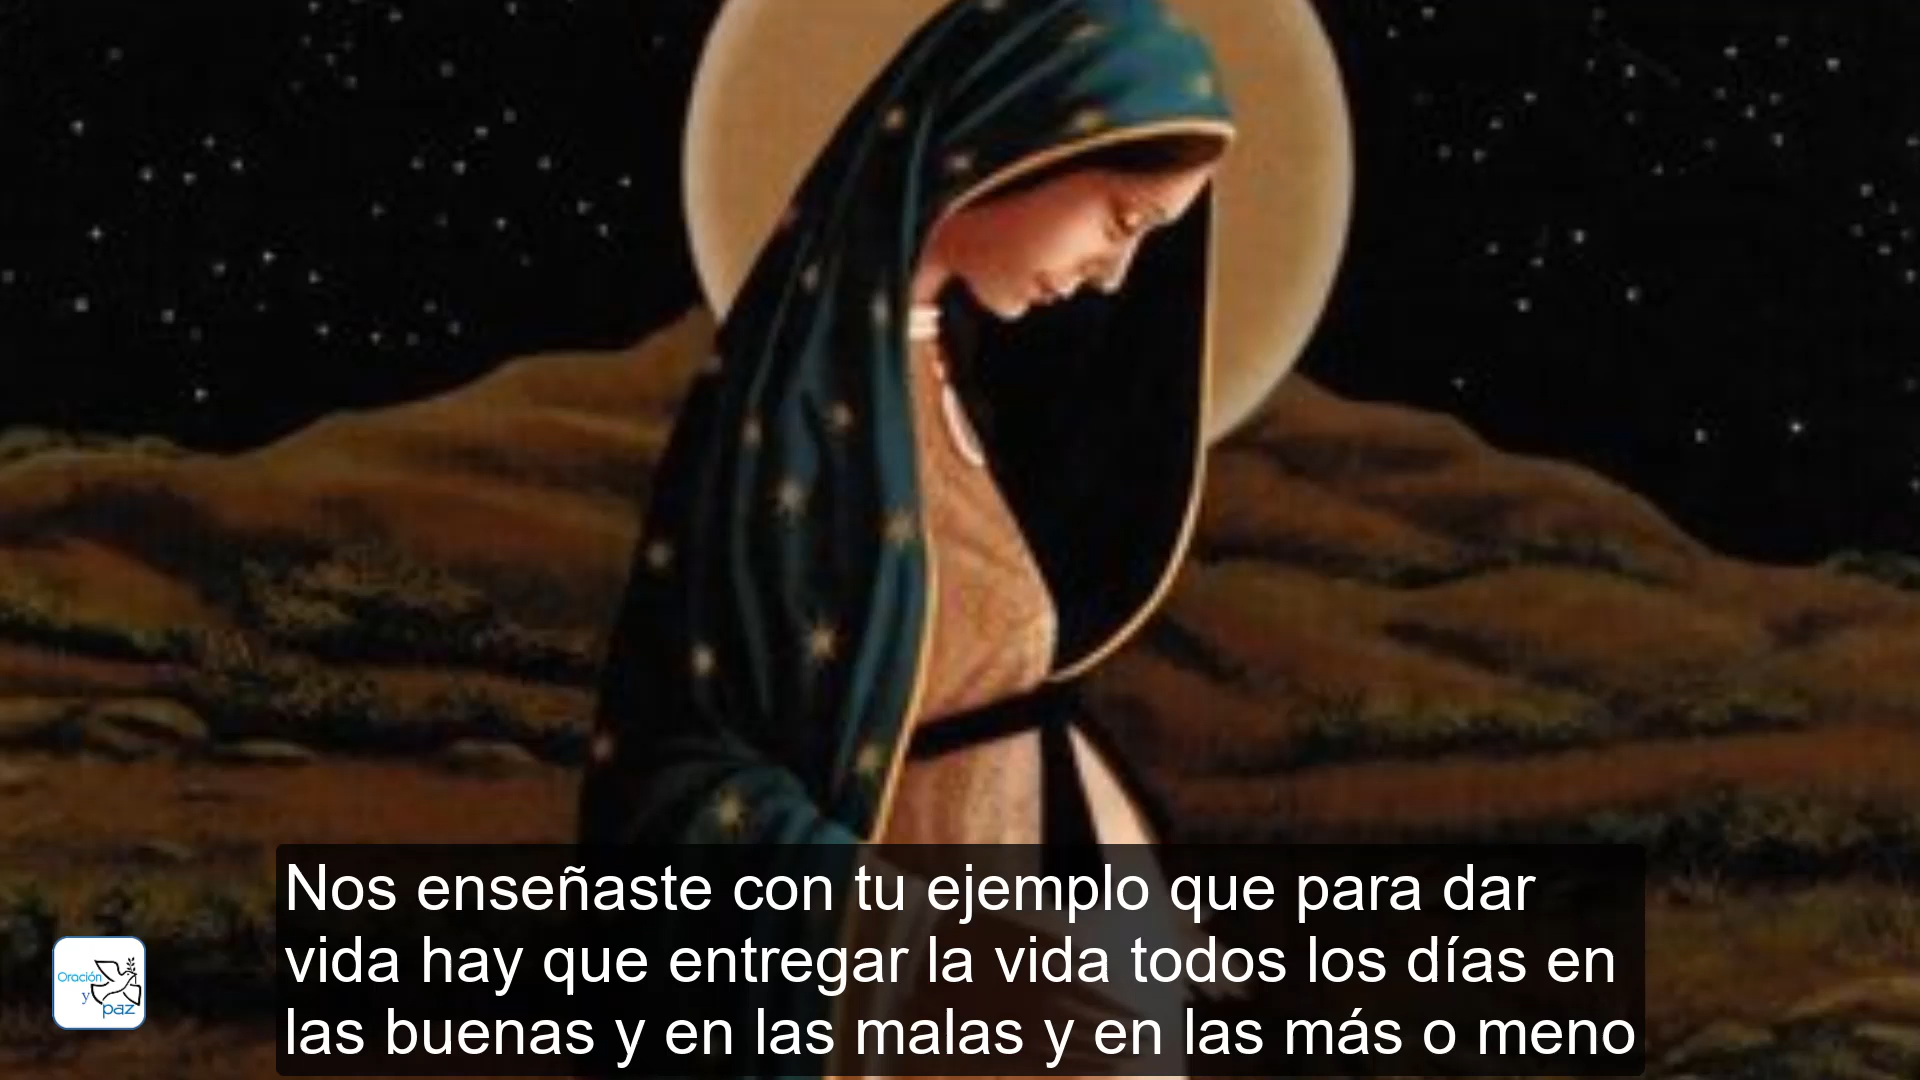 Nos enseñaste con tu ejemplo que para dar
vida hay que entregar la vida todos los días en
las buenas y en las malas y en las más o meno
Oración
y
paz